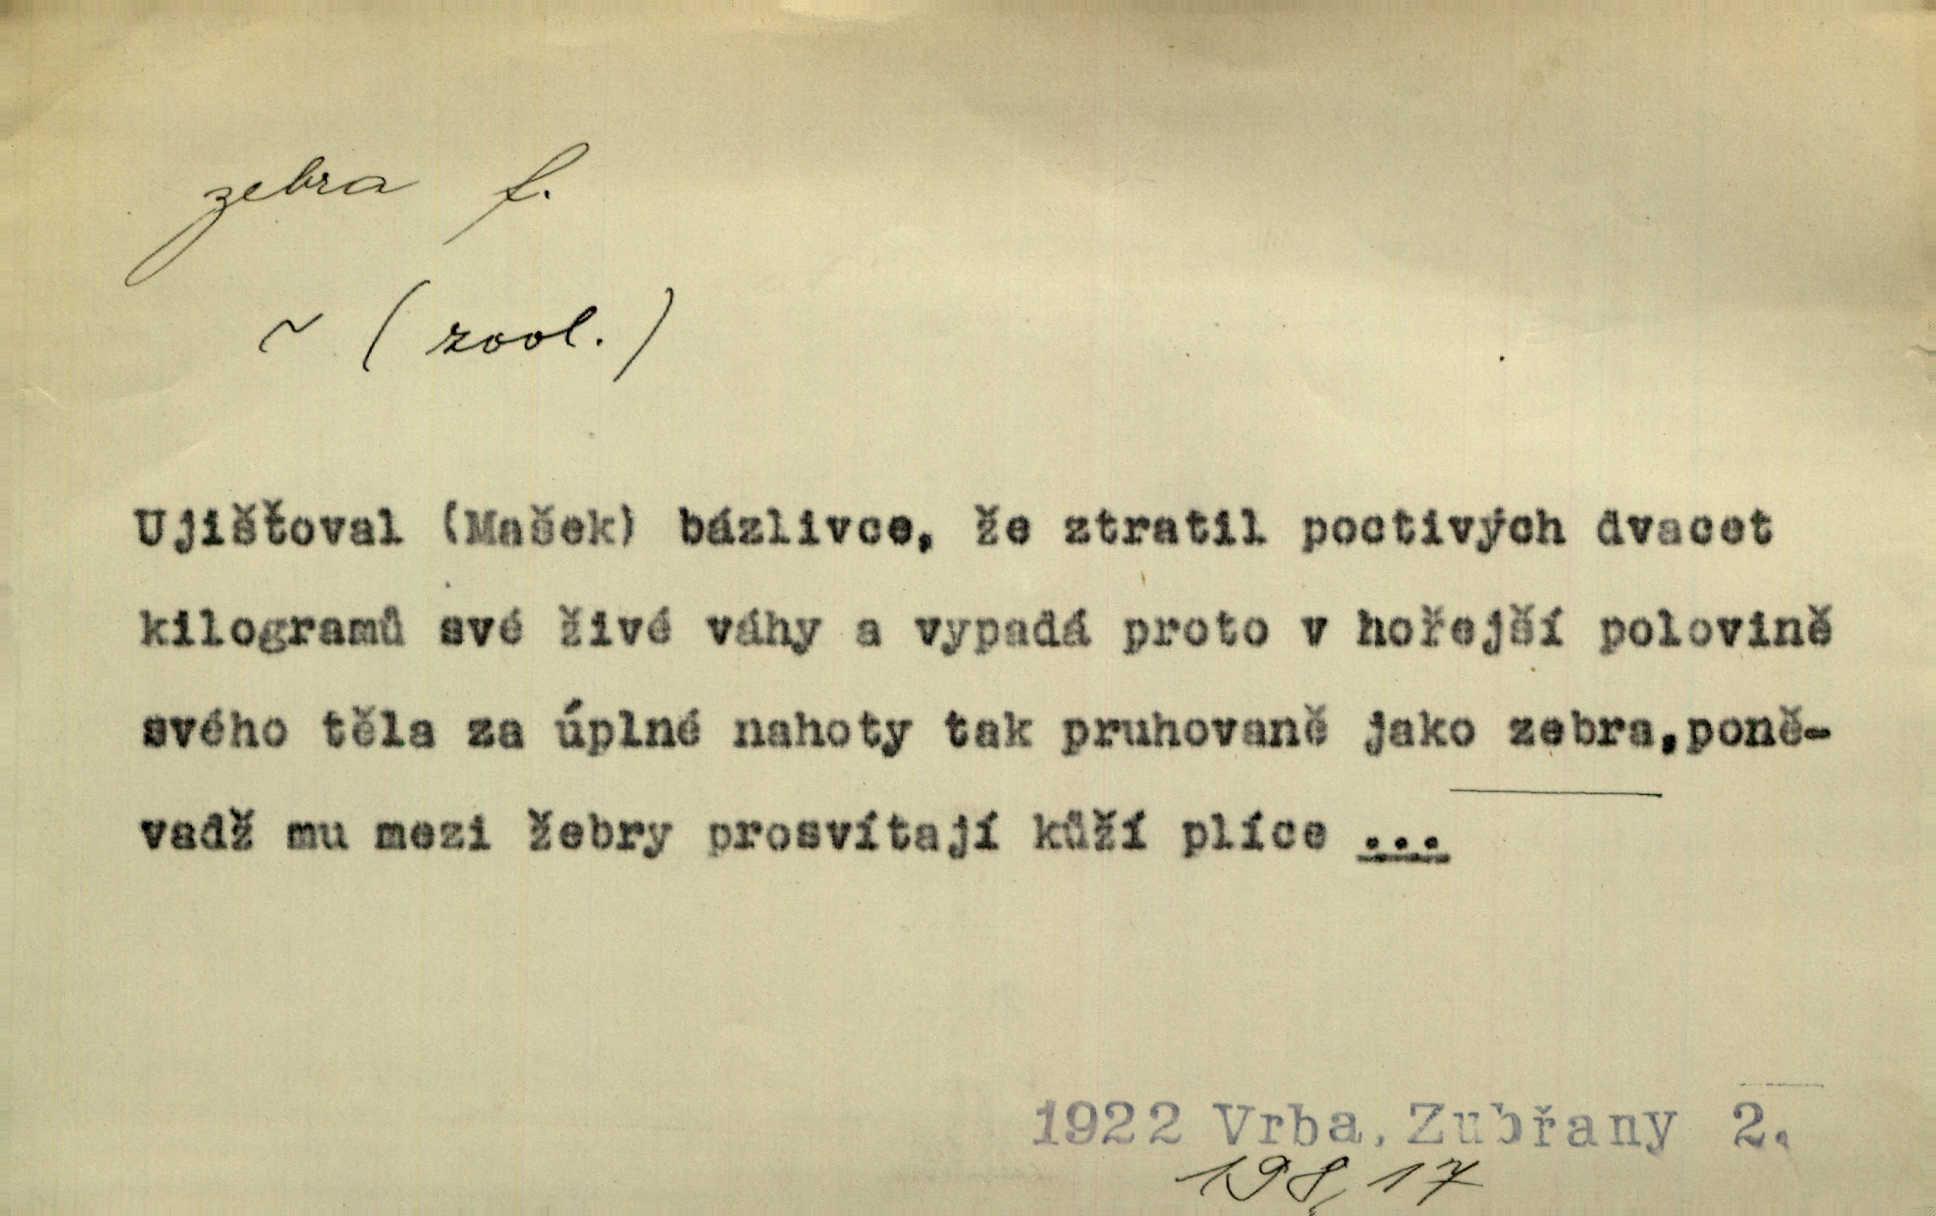 zebra f.
~ (zool.)
Ujišťoval (Mašek) bázlivce, že ztratil poctivých dvacet
kilogramů své živé váhy a vypadá proto v hořejší polovině
svého těla za úplné nahoty tak pruhovaně jako zebra,poně-
vadž mu mezi žebry prosvítají kůží plíce ...
1922 Vrba, Zubřany 2.
198,17